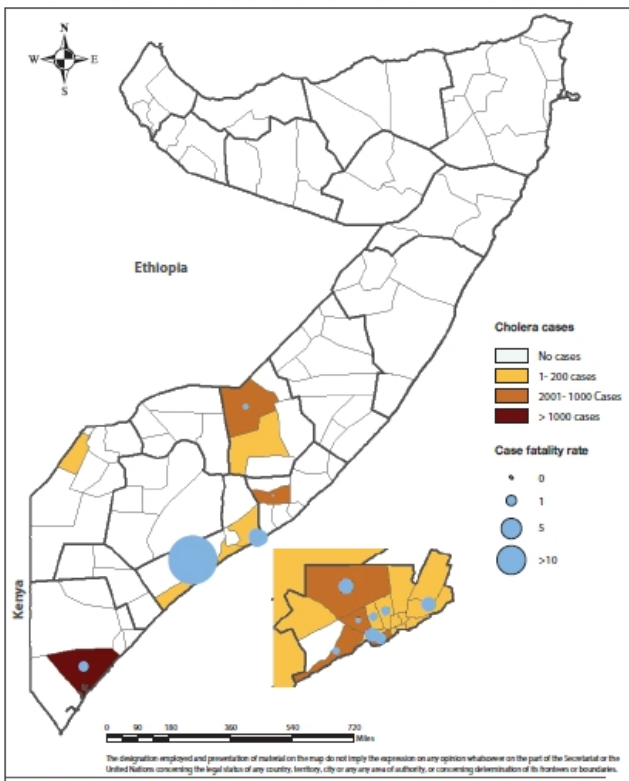 N
W E
S
Ethiopia
Cholera cases
No cases
1- 200 cases
2001- 1000 Cases
> 1000 cases
Case fatality rate
0
1
5
>10
Kenya
0 90 180 360 540 720
Miles
The designation employed and presentation of material on the map do not imply the expression on any opinion whatsoever on the part of the Secretariat or the
United Nations concerning the legal status of any country, territory, city or any any area of authority, or concerning determination of its frontiers or boundaries.